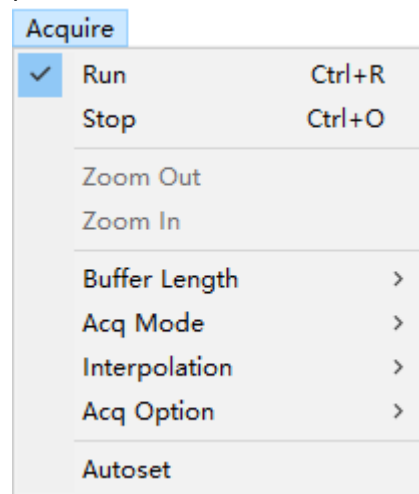 Acquire
Run Ctrl+R
Stop Ctrl+O
Zoom Out
Zoom In
Buffer Length >
Acq Mode >
Interpolation >
Acq Option >
Autoset